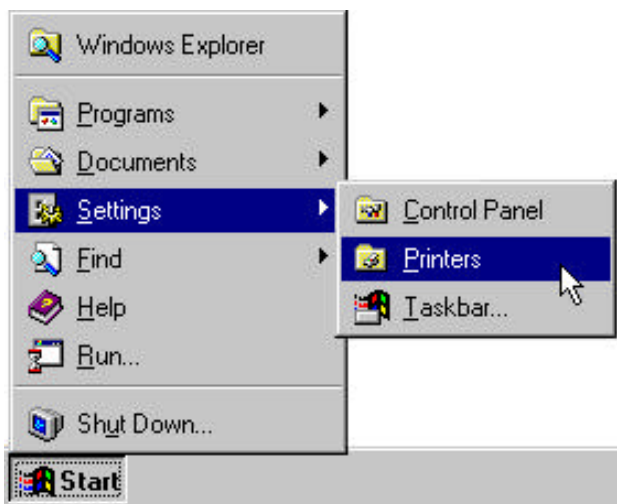 Windows Explorer
Programs
Documents
Settings
Find
Help
Run...
Shut Down...
Start
Control Panel
Printers
Taskbar...